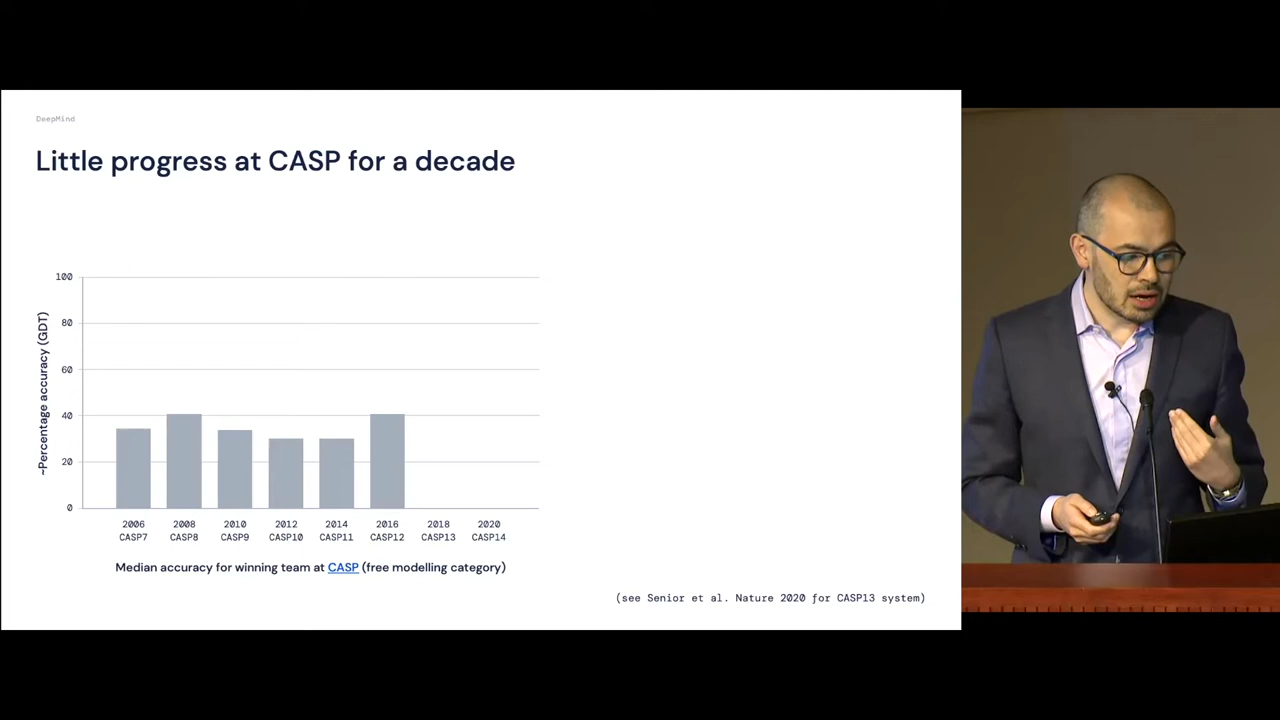 DeepMind
Little progress at CASP for a decade
100
80
60
40
20
0
~Percentage accuracy (GDT)
2006 2008 2010 2012 2014 2016 2018 2020
CASP7 CASP8 CASP9 CASP10 CASP11 CASP12 CASP13 CASP14
Median accuracy for winning team at CASP (free modelling category)
(see Senior et al. Nature 2020 for CASP13 system)